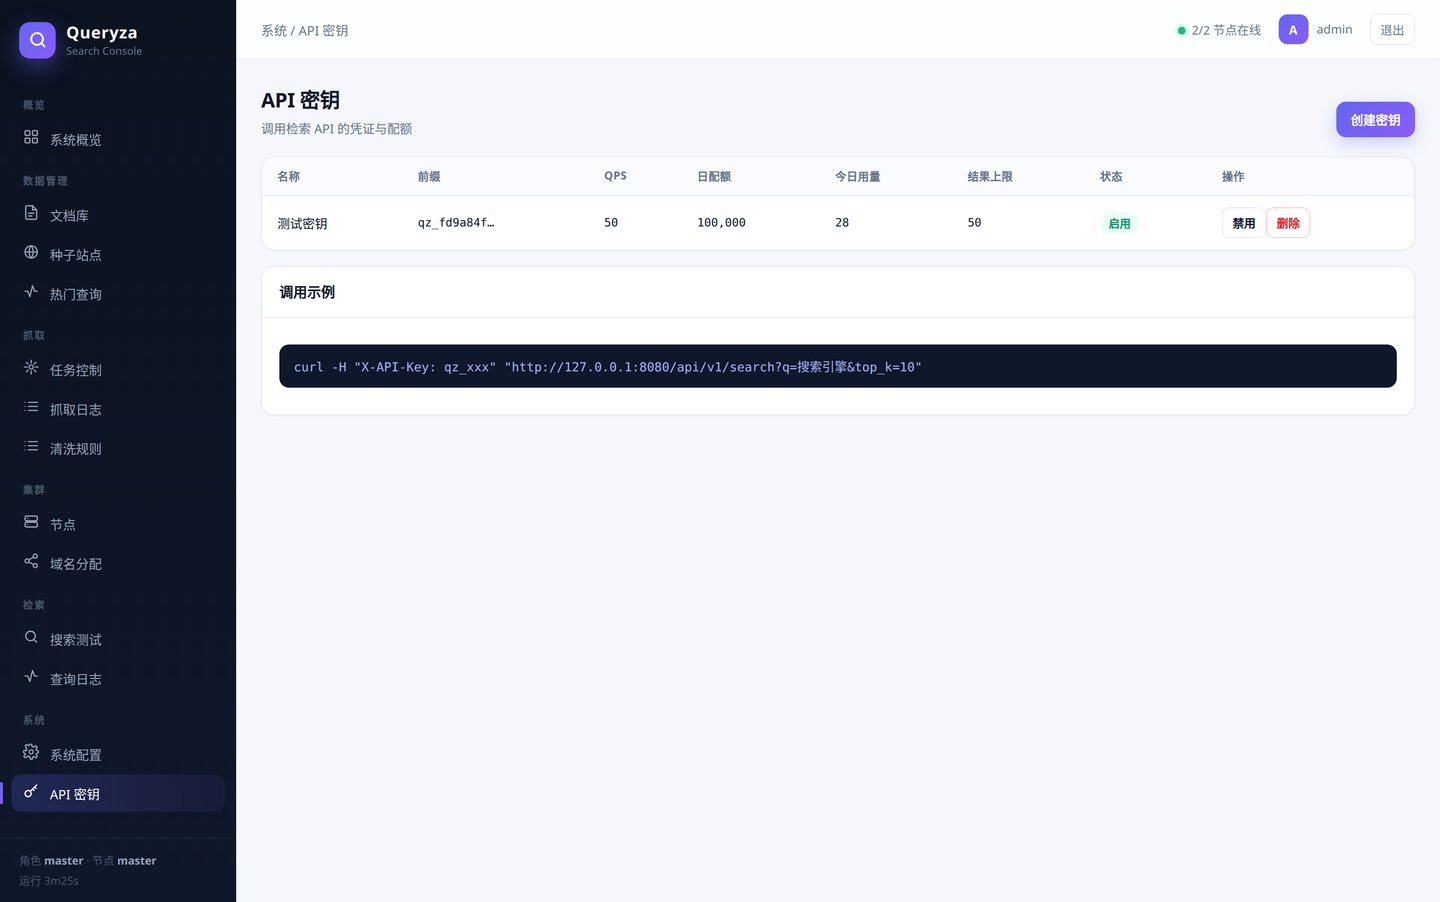 Queryza
Search Console
概览
系统概览
数据管理
文档库
种子站点
热门查询
抓取
任务控制
抓取日志
清洗规则
集群
节点
域名分配
检索
搜索测试
查询日志
系统
系统配置
API 密钥
角色 master · 节点 master
运行 3m25s
系统 / API 密钥
2/2 节点在线
A
admin
退出
API 密钥
调用检索 API 的凭证与配额
创建密钥
名称 前缀 QPS 日配额 今日用量 结果上限 状态 操作
测试密钥 qz_fd9a84f… 50 100,000 28 50 启用 禁用 删除
调用示例
curl -H "X-API-Key: qz_xxx" "http://127.0.0.1:8080/api/v1/search?q=搜索引擎&top_k=10"